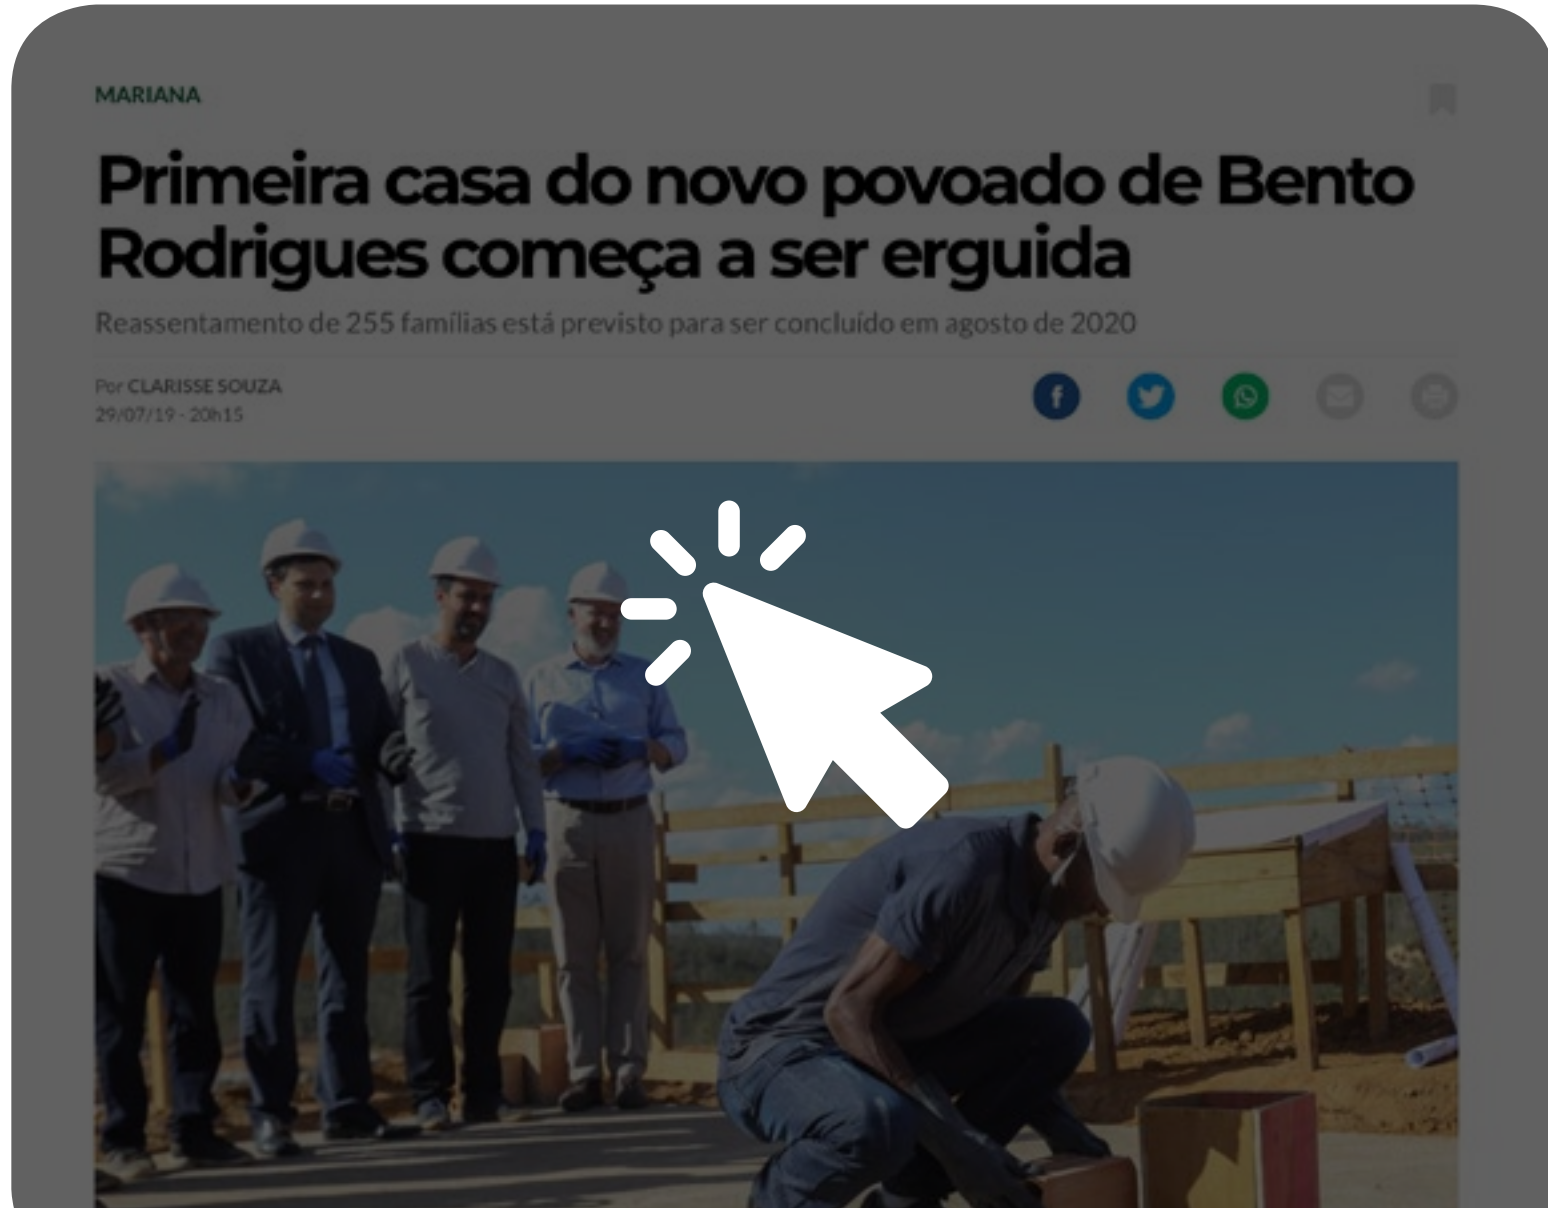 MARIANA
Primeira casa do novo povoado de Bento
Rodrigues começa a ser erguida
Reassentamento de 255 famílias está previsto para ser concluído em agosto de 2020
Por CLARISSE SOUZA
29/07/19 - 20h15